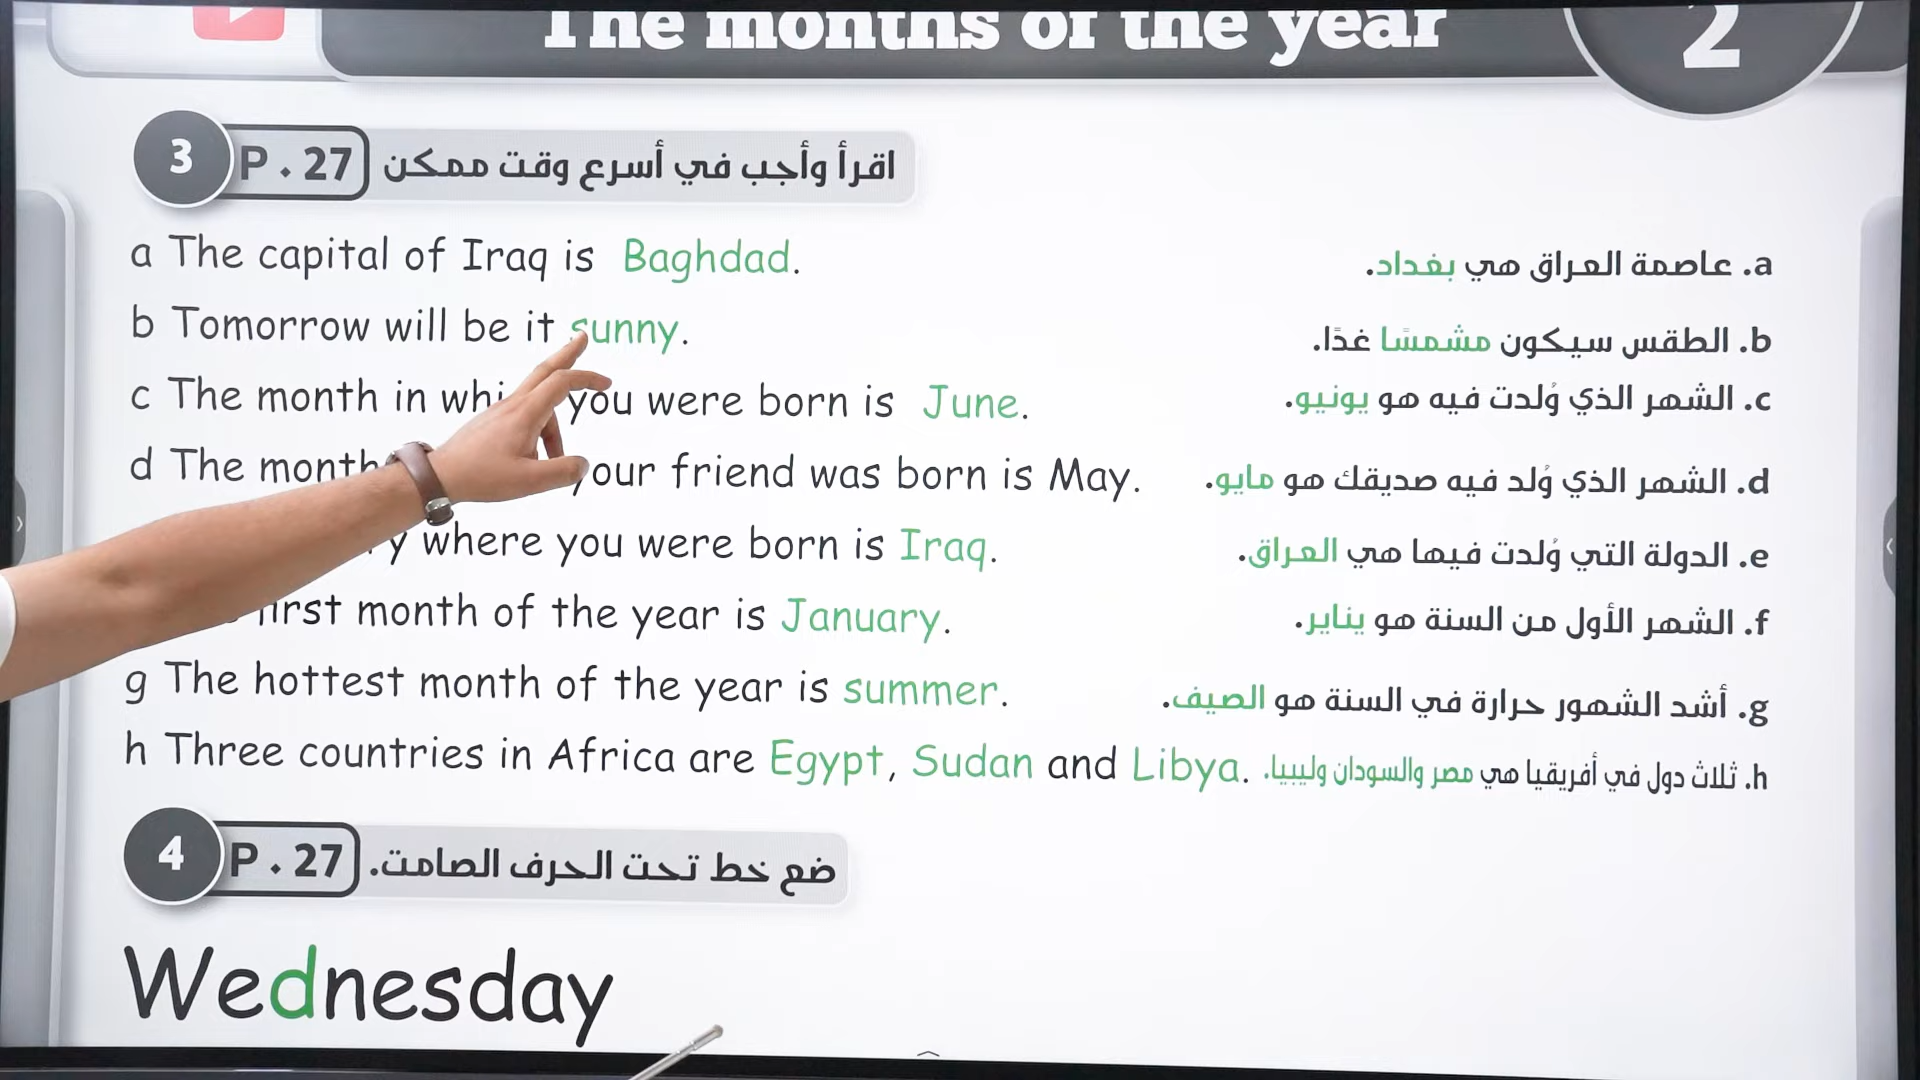 The months of the year
2
3 P . 27 اقرأ وأجب في أسرع وقت ممكن
a The capital of Iraq is Baghdad.
a. عاصمة العراق هي بغداد.
b Tomorrow will be it sunny.
b. الطقس سيكون مشمسًا غدًا.
c The month in whi you were born is June.
c. الشهر الذي وُلدت فيه هو يونيو.
d The month your friend was born is May.
d. الشهر الذي وُلد فيه صديقك هو مايو.
y where you were born is Iraq.
e. الدولة التي وُلدت فيها هي العراق.
first month of the year is January.
f. الشهر الأول من السنة هو يناير.
g The hottest month of the year is summer.
g. أشد الشهور حرارة في السنة هو الصيف.
h Three countries in Africa are Egypt, Sudan and Libya.
h. ثلاث دول في أفريقيا هي مصر والسودان وليبيا.
4 P . 27 ضع خط تحت الحرف الصامت.
Wednesday